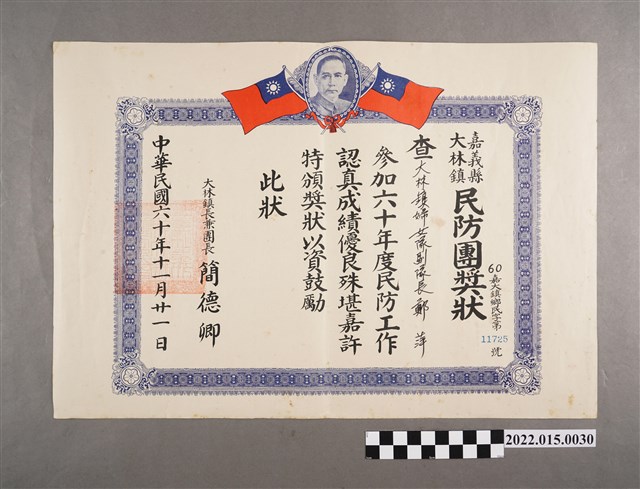 嘉義縣
大林鎮
民防團獎狀
60嘉大鎮鄉民字第
11725
號
查大林鎮婦女隊副隊長鄭萍
參加六十年度民防工作
認真成績優良殊堪嘉許
特頒獎狀以資鼓勵
此狀
大林鎮長兼團長 簡德卿
中華民國六十年十一月廿一日
2022.015.0030